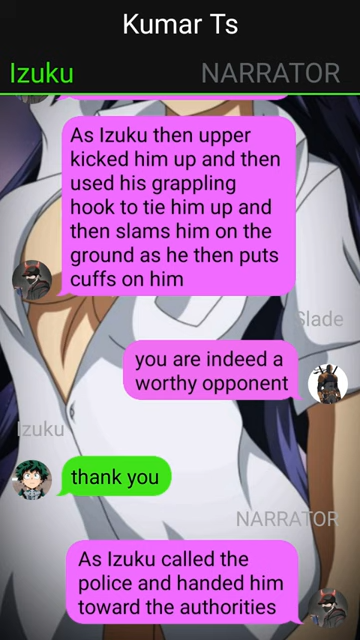 Kumar Ts
Izuku NARRATOR
As Izuku then upper
kicked him up and then
used his grappling
hook to tie him up and
then slams him on the
ground as he then puts
cuffs on him
Slade
you are indeed a
worthy opponent
Izuku
thank you
NARRATOR
As Izuku called the
police and handed him
toward the authorities